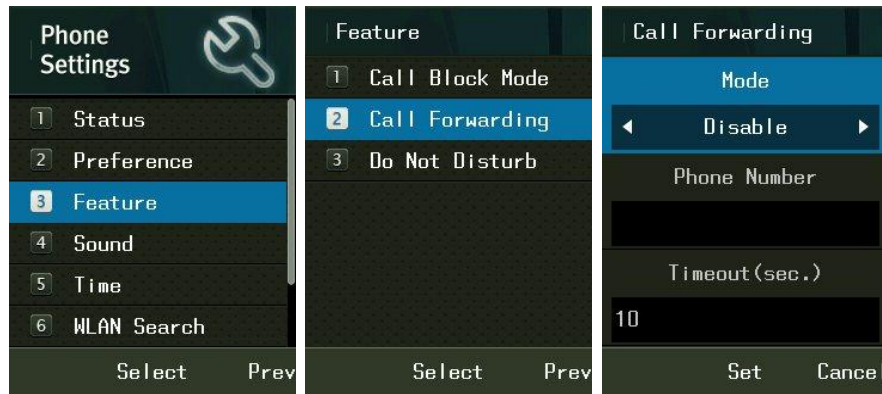 Phone
Settings
1 Status
2 Preference
3 Feature
4 Sound
5 Time
6 WLAN Search
Select Prev
Feature
1 Call Block Mode
2 Call Forwarding
3 Do Not Disturb
Select Prev
Call Forwarding
Mode
Disable
Phone Number
Timeout(sec.)
10
Set Cancel